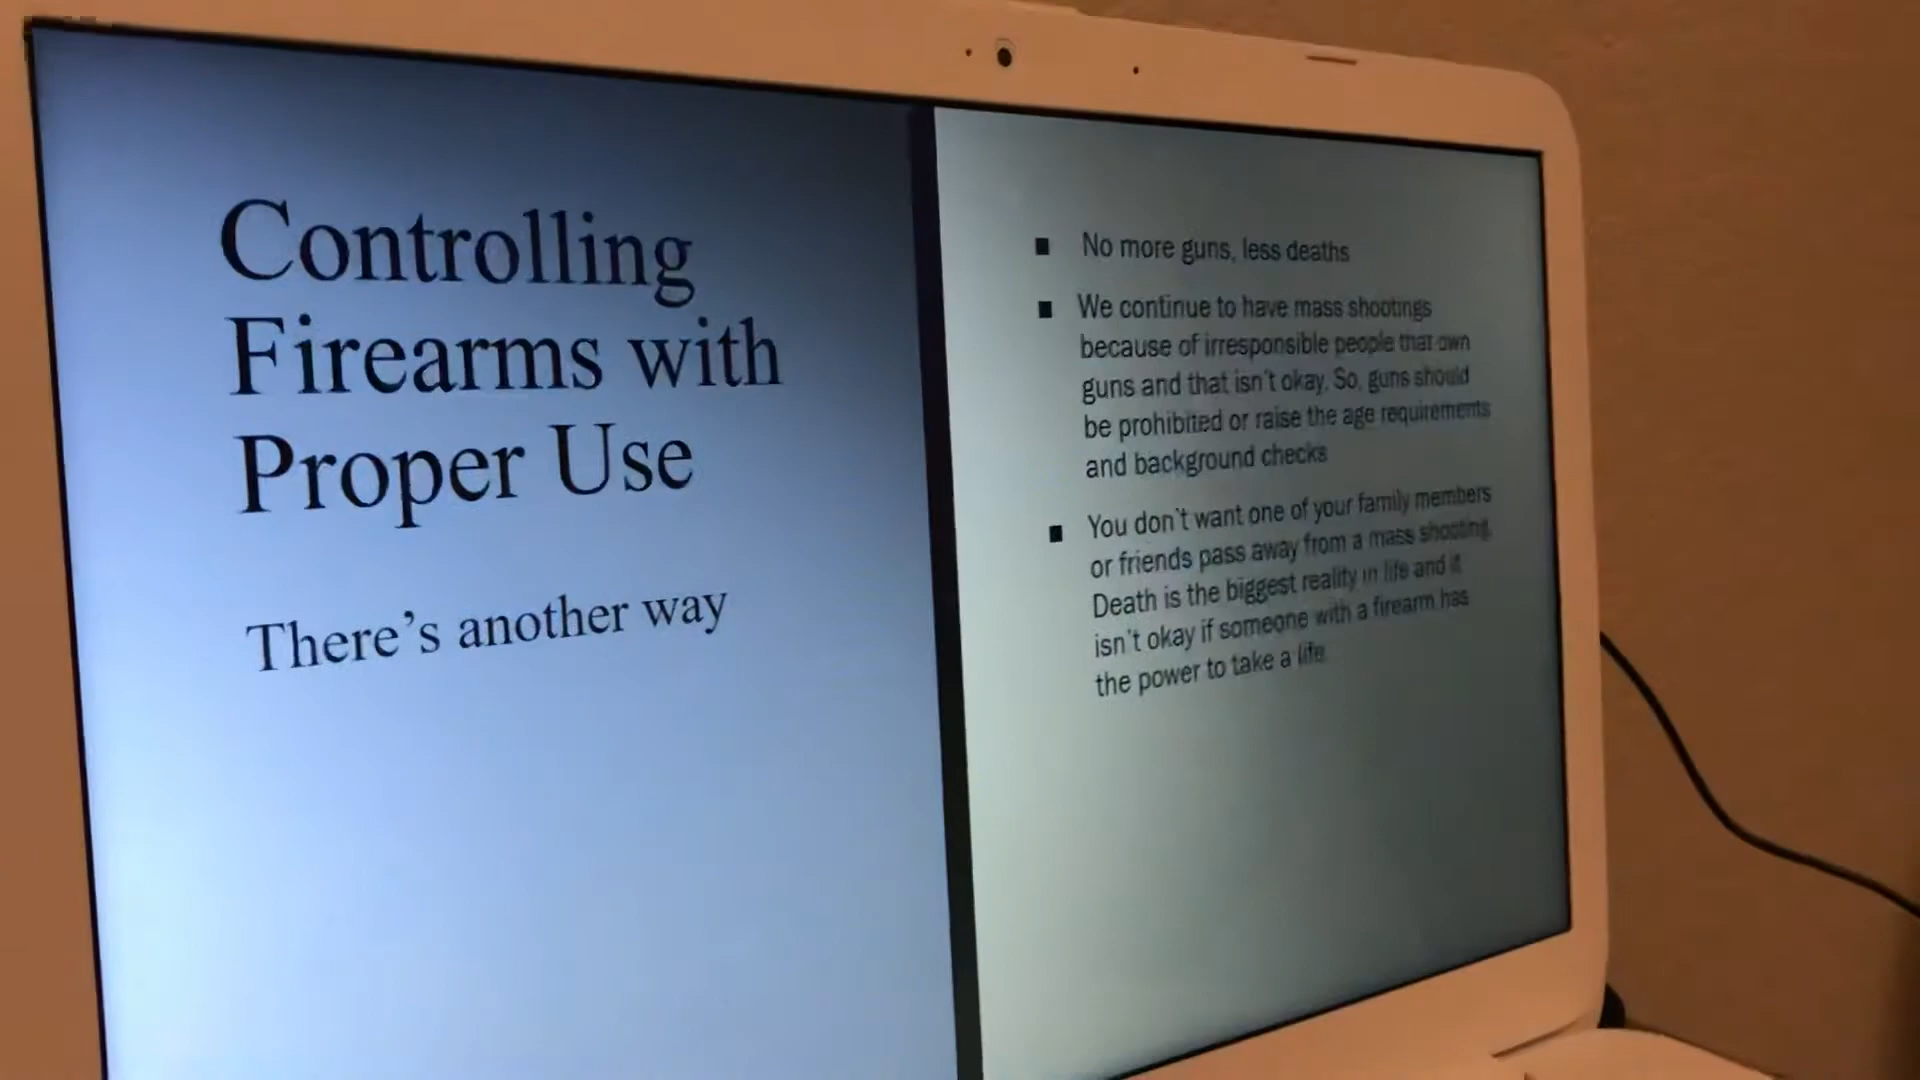 Controlling
Firearms with
Proper Use
There's another way
■ No more guns, less deaths
■ We continue to have mass shootings
because of irresponsible people that own
guns and that isn't okay. So, guns should
be prohibited or raise the age requirements
and background checks
■ You don't want one of your family members
or friends pass away from a mass shooting.
Death is the biggest reality in life and it
isn't okay if someone with a firearm has
the power to take a life.